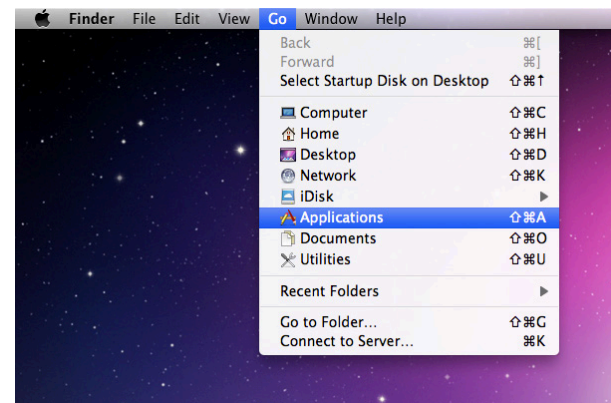 Finder File Edit View Go Window Help
Back ⌘[
Forward ⌘]
Select Startup Disk on Desktop ⇧⌘↑
Computer ⇧⌘C
Home ⇧⌘H
Desktop ⇧⌘D
Network ⇧⌘K
iDisk ▶
Applications ⇧⌘A
Documents ⇧⌘O
Utilities ⇧⌘U
Recent Folders ▶
Go to Folder... ⇧⌘G
Connect to Server... ⌘K